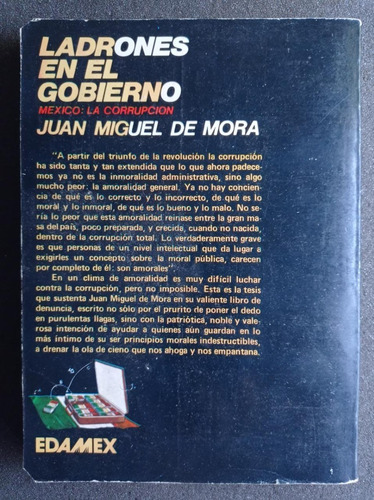 LADRONES
EN EL
GOBIERNO
MEXICO: LA CORRUPCION
JUAN MIGUEL DE MORA
"A partir del triunfo de la revolución la corrupción
ha sido tanta y tan extendida que lo que ahora padece-
mos ya no es la inmoralidad administrativa, sino algo
mucho peor: la amoralidad general. Ya no hay concien-
cia de qué es lo correcto y lo incorrecto, de qué es lo
moral y lo inmoral, de qué es lo bueno y lo malo. No se-
ría lo peor que esta amoralidad reinase entre la gran ma-
sa del país, poco preparada, y crecida, cuando no nacida,
dentro de la corrupción total. Lo verdaderamente grave
es que personas de un nivel intelectual que da lugar a
exigirles un concepto sobre la moral pública, carecen
por completo de él: son amorales".
En un clima de amoralidad es muy difícil luchar
contra la corrupción, pero no imposible. Esta es la tesis
que sustenta Juan Miguel de Mora en su valiente libro de
denuncia, escrito no sólo por el prurito de poner el dedo
en purulentas llagas, sino con la patriótica, noble y vale-
rosa intención de ayudar a quienes aún guardan en lo
más íntimo de su ser principios morales indestructibles,
a drenar la ola de cieno que nos ahoga y nos empantana.
EDAMEX